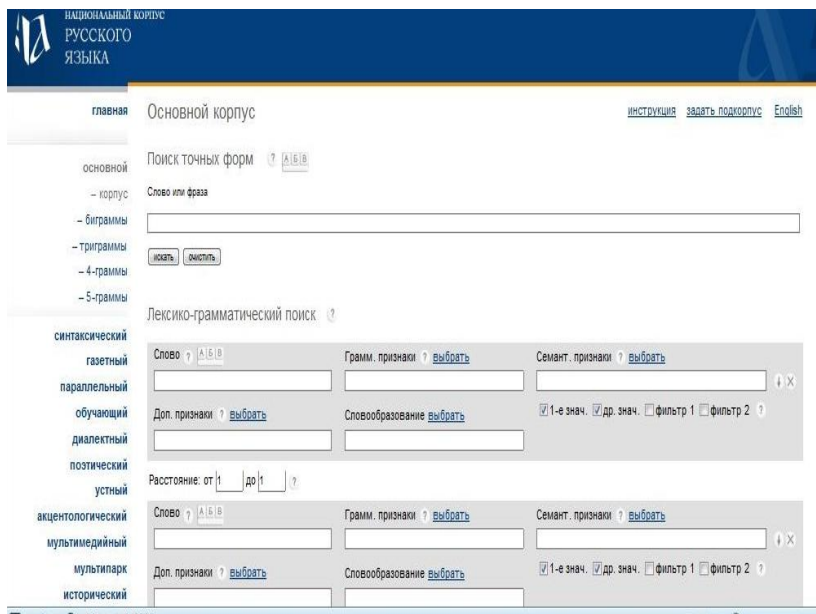 НАЦИОНАЛЬНЫЙ КОРПУС
РУССКОГО
ЯЗЫКА
главная
основной
– корпус
– биграммы
– триграммы
– 4-граммы
– 5-граммы
синтаксический
газетный
параллельный
обучающий
диалектный
поэтический
устный
акцентологический
мультимедийный
мультипарк
исторический
Основной корпус
инструкция задать подкорпус English
Поиск точных форм ? А Б В
Слово или фраза
искать очистить
Лексико-грамматический поиск ?
Слово ? А Б В Грамм. признаки ? выбрать Семант. признаки ? выбрать
Доп. признаки ? выбрать Словообразование выбрать 1-е знач. др. знач. фильтр 1 фильтр 2 ?
Расстояние: от 1 до 1 ?
Слово ? А Б В Грамм. признаки ? выбрать Семант. признаки ? выбрать
Доп. признаки ? выбрать Словообразование выбрать 1-е знач. др. знач. фильтр 1 фильтр 2 ?